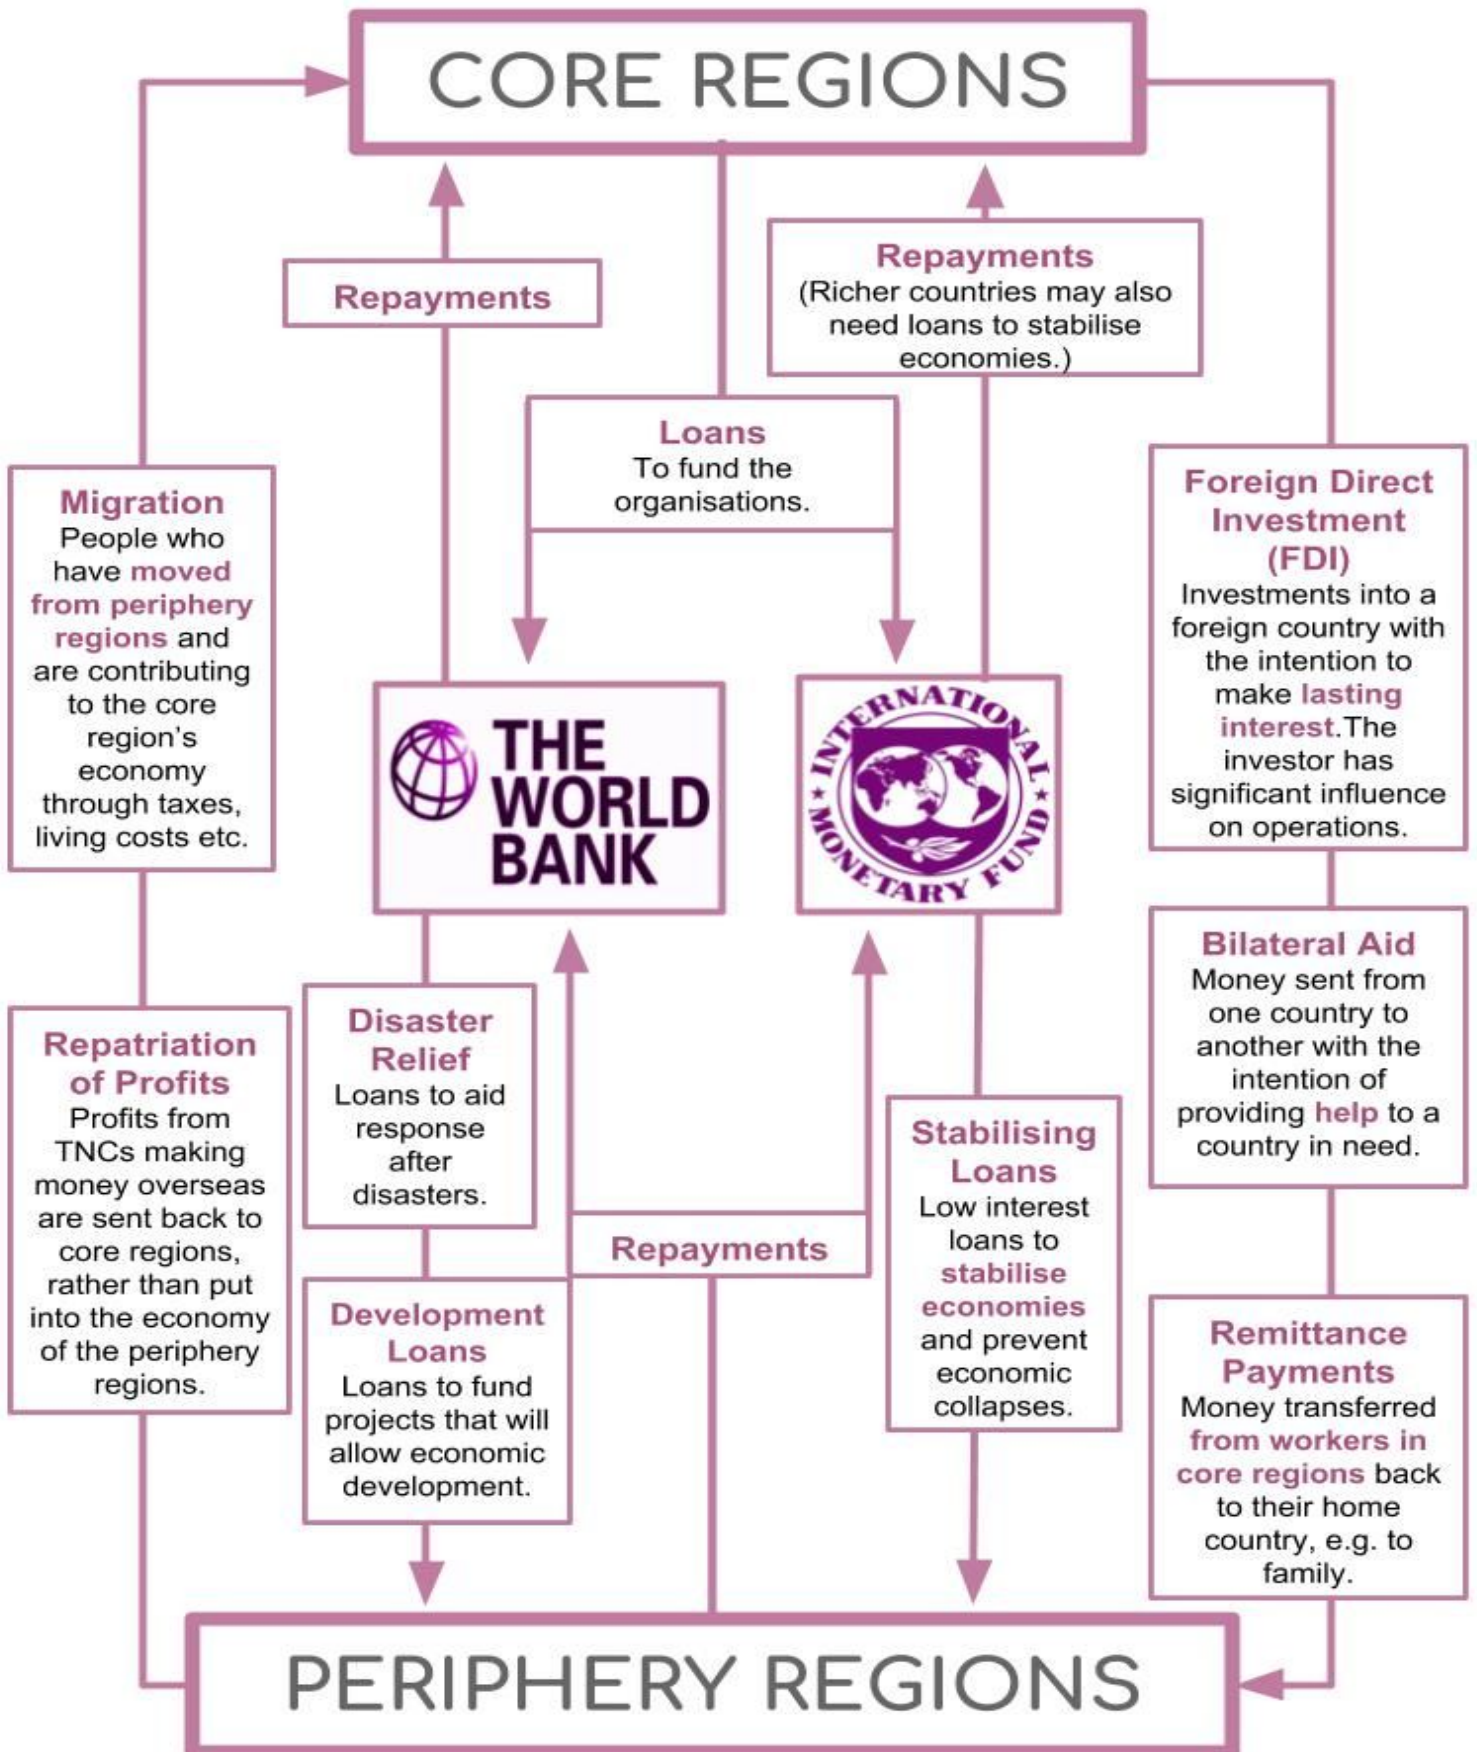 CORE REGIONS
Repayments
Repayments
(Richer countries may also
need loans to stabilise
economies.)
Loans
To fund the
organisations.
Migration
People who
have moved
from periphery
regions and
are contributing
to the core
region's
economy
through taxes,
living costs etc.
Foreign Direct
Investment
(FDI)
Investments into a
foreign country with
the intention to
make lasting
interest.The
investor has
significant influence
on operations.
THE
WORLD
BANK
INTERNATIONAL
MONETARY FUND
Bilateral Aid
Money sent from
one country to
another with the
intention of
providing help to a
country in need.
Repatriation
of Profits
Profits from
TNCs making
money overseas
are sent back to
core regions,
rather than put
into the economy
of the periphery
regions.
Disaster
Relief
Loans to aid
response
after
disasters.
Repayments
Stabilising
Loans
Low interest
loans to
stabilise
economies
and prevent
economic
collapses.
Development
Loans
Loans to fund
projects that will
allow economic
development.
Remittance
Payments
Money transferred
from workers in
core regions back
to their home
country, e.g. to
family.
PERIPHERY REGIONS